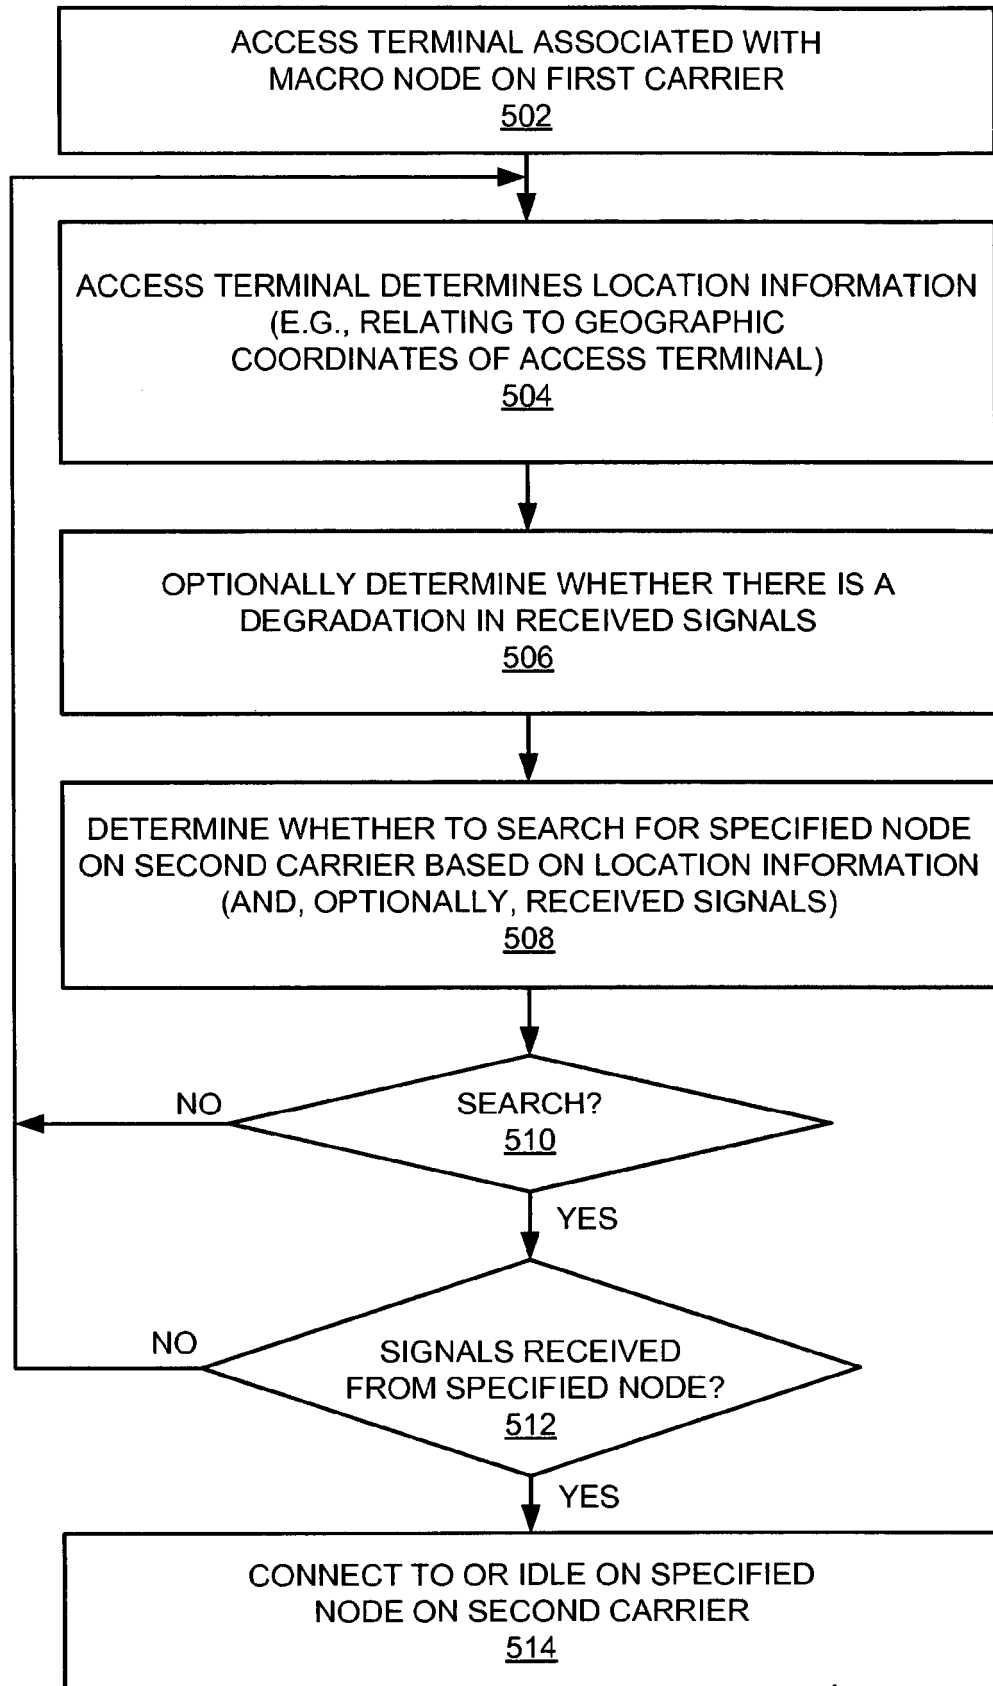 ACCESS TERMINAL ASSOCIATED WITH
MACRO NODE ON FIRST CARRIER
502
ACCESS TERMINAL DETERMINES LOCATION INFORMATION
(E.G., RELATING TO GEOGRAPHIC
COORDINATES OF ACCESS TERMINAL)
504
OPTIONALLY DETERMINE WHETHER THERE IS A
DEGRADATION IN RECEIVED SIGNALS
506
DETERMINE WHETHER TO SEARCH FOR SPECIFIED NODE
ON SECOND CARRIER BASED ON LOCATION INFORMATION
(AND, OPTIONALLY, RECEIVED SIGNALS)
508
NO
SEARCH?
510
YES
NO
SIGNALS RECEIVED
FROM SPECIFIED NODE?
512
YES
CONNECT TO OR IDLE ON SPECIFIED
NODE ON SECOND CARRIER
514